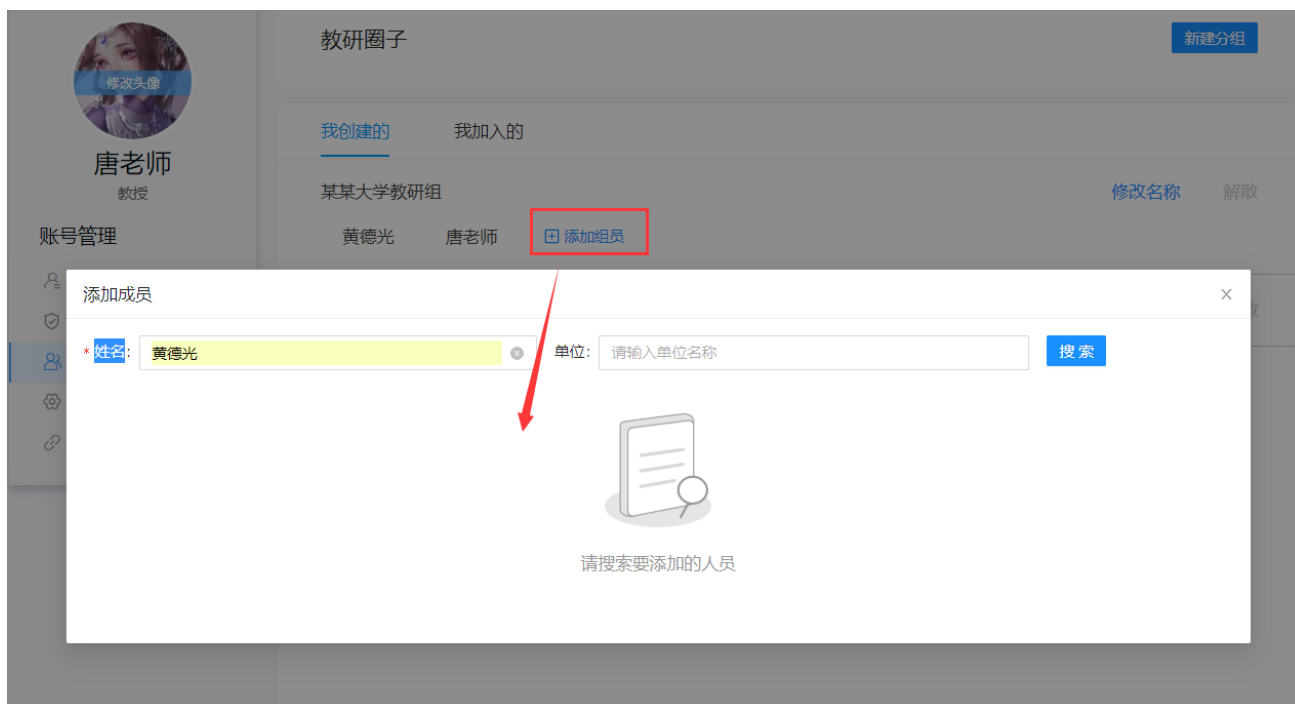 教研圈子
新建分组
修改头像
我创建的 我加入的
唐老师
教授
某某大学教研组 修改名称 解散
账号管理
黄德光 唐老师 添加组员
添加成员
* 姓名: 黄德光 单位: 请输入单位名称 搜索
请搜索要添加的人员